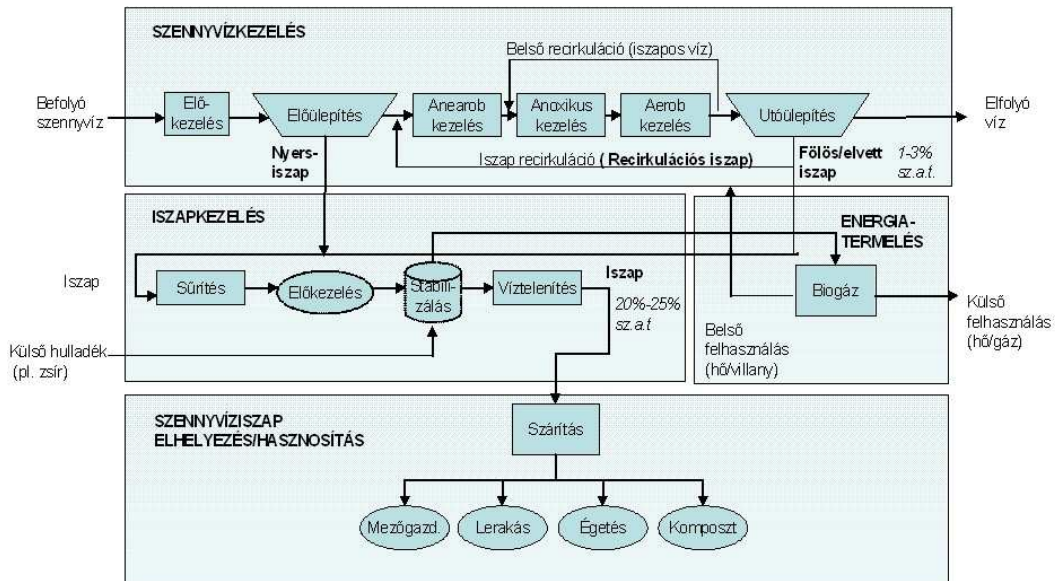 SZENNYVÍZKEZELÉS
Belső recirkuláció (iszapos víz)
Befolyó
szennyvíz
Elő-
kezelés
Előülepítés
Anearob
kezelés
Anoxikus
kezelés
Aerob
kezelés
Utóülepítés
Elfolyó
víz
Nyers-
iszap
Iszap recirkuláció ( Recirkulációs iszap)
Fölös/elvett
iszap
1-3%
sz.a.t.
ISZAPKEZELÉS
ENERGIA-
TERMELÉS
Iszap
Sűrítés
Előkezelés
Stabili-
zálás
Víztelenítés
Iszap
20%-25%
sz.a.t
Biogáz
Külső
felhasználás
(hő/gáz)
Belső
felhasználás
(hő/villany)
Külső hulladék
(pl. zsír)
SZENNYVÍZISZAP
ELHELYEZÉS/HASZNOSÍTÁS
Szárítás
Mezőgazd.
Lerakás
Égetés
Komposzt